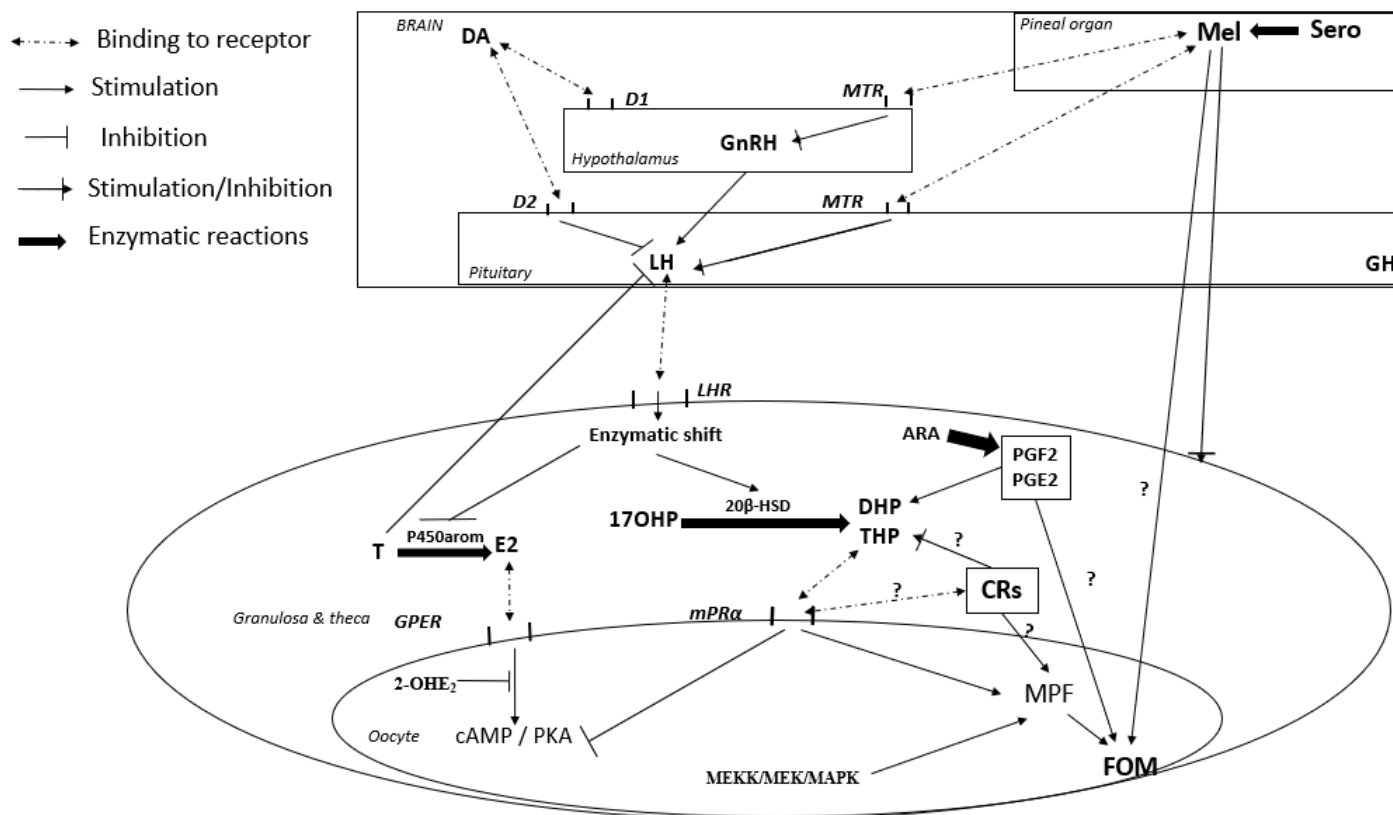 Binding to receptor
Stimulation
Inhibition
Stimulation/Inhibition
Enzymatic reactions
BRAIN
Pineal organ
DA
Mel
Sero
D1
MTR
GnRH
Hypothalamus
D2
MTR
LH
Pituitary
GH
LHR
Enzymatic shift
ARA
PGF2
PGE2
?
20β-HSD
DHP
17OHP
THP
P450arom
T
E2
?
?
?
CRs
Granulosa & theca
GPER
mPRα
?
2-OHE₂
MPF
Oocyte
cAMP / PKA
FOM
MEKK/MEK/MAPK